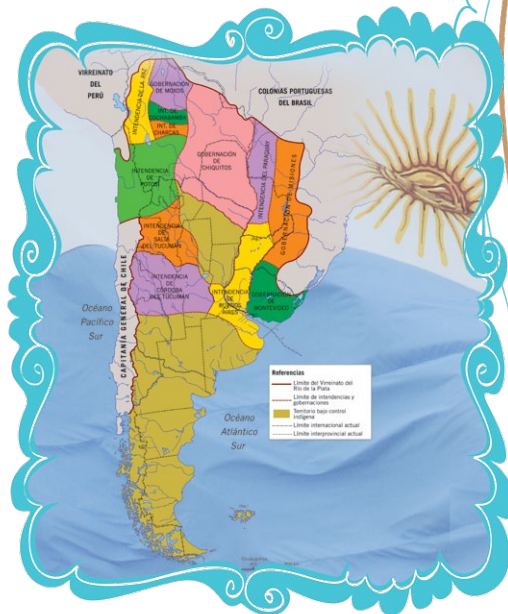 VIRREINATO
DEL
PERÚ
INTENDENCIA DE LA PAZ
GOBERNACIÓN
DE MOXOS
COLONIAS PORTUGUESAS
DEL BRASIL
INT. DE
COCHABAMBA
INT. DE
CHARCAS
GOBERNACIÓN
DE
CHIQUITOS
INTENDENCIA DEL PARAGUAY
GOBERNACIÓN DE MISIONES
INTENDENCIA
DE
POTOSÍ
INTENDENCIA
DE
SALTA
DEL TUCUMÁN
INTENDENCIA
DE
CÓRDOBA
DEL TUCUMÁN
INTENDENCIA
DE
BUENOS
AIRES
GOBERNACIÓN
DE
MONTEVIDEO
CAPITANÍA GENERAL DE CHILE
Océano
Pacífico
Sur
Océano
Atlántico
Sur
Referencias
Límite del Virreinato del
Río de la Plata
Límite de intendencias y
gobernaciones
Territorio bajo control
indígena
Límite internacional actual
Límite interprovincial actual